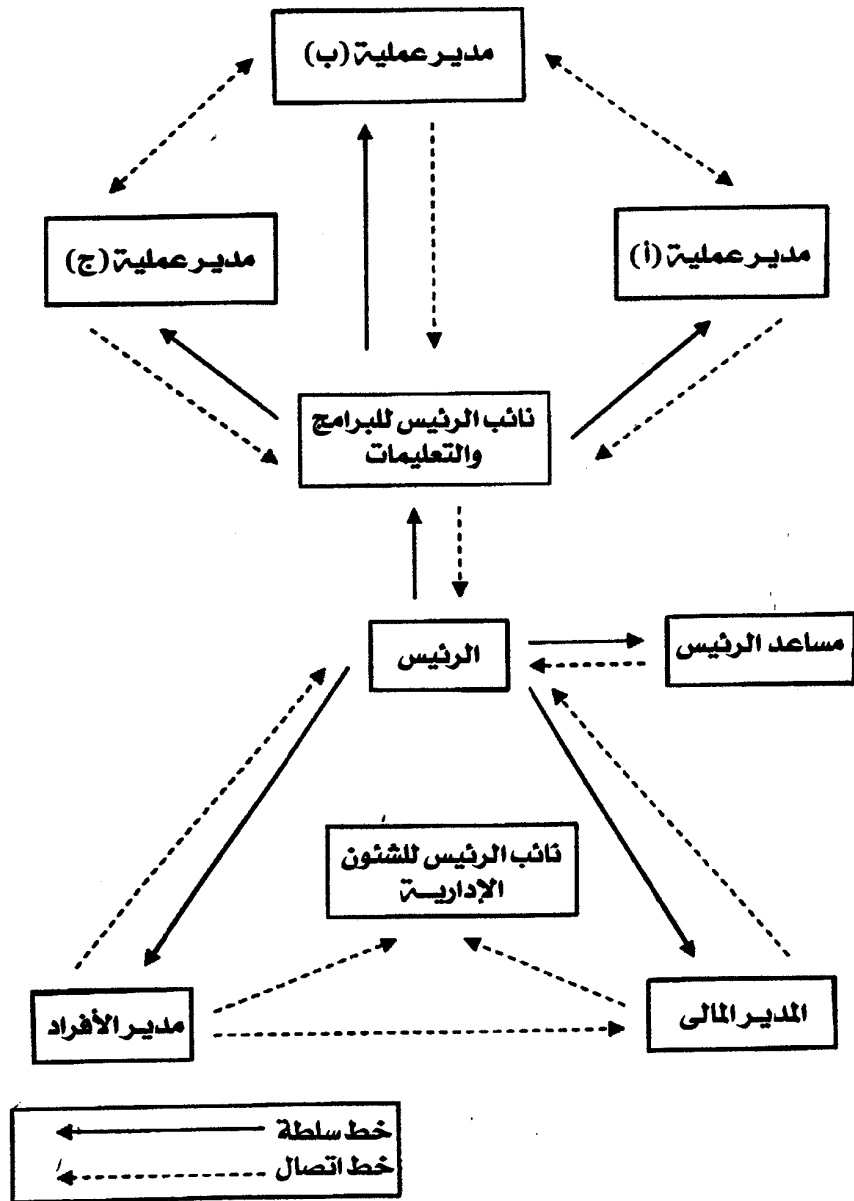 مدير عملية (ب)
مدير عملية (أ)
مدير عملية (ج)
نائب الرئيس للبرامج
والتعليمات
الرئيس
مساعد الرئيس
نائب الرئيس للشئون
الإدارية
المدير المالى
مدير الأفراد
خط سلطة
خط اتصال